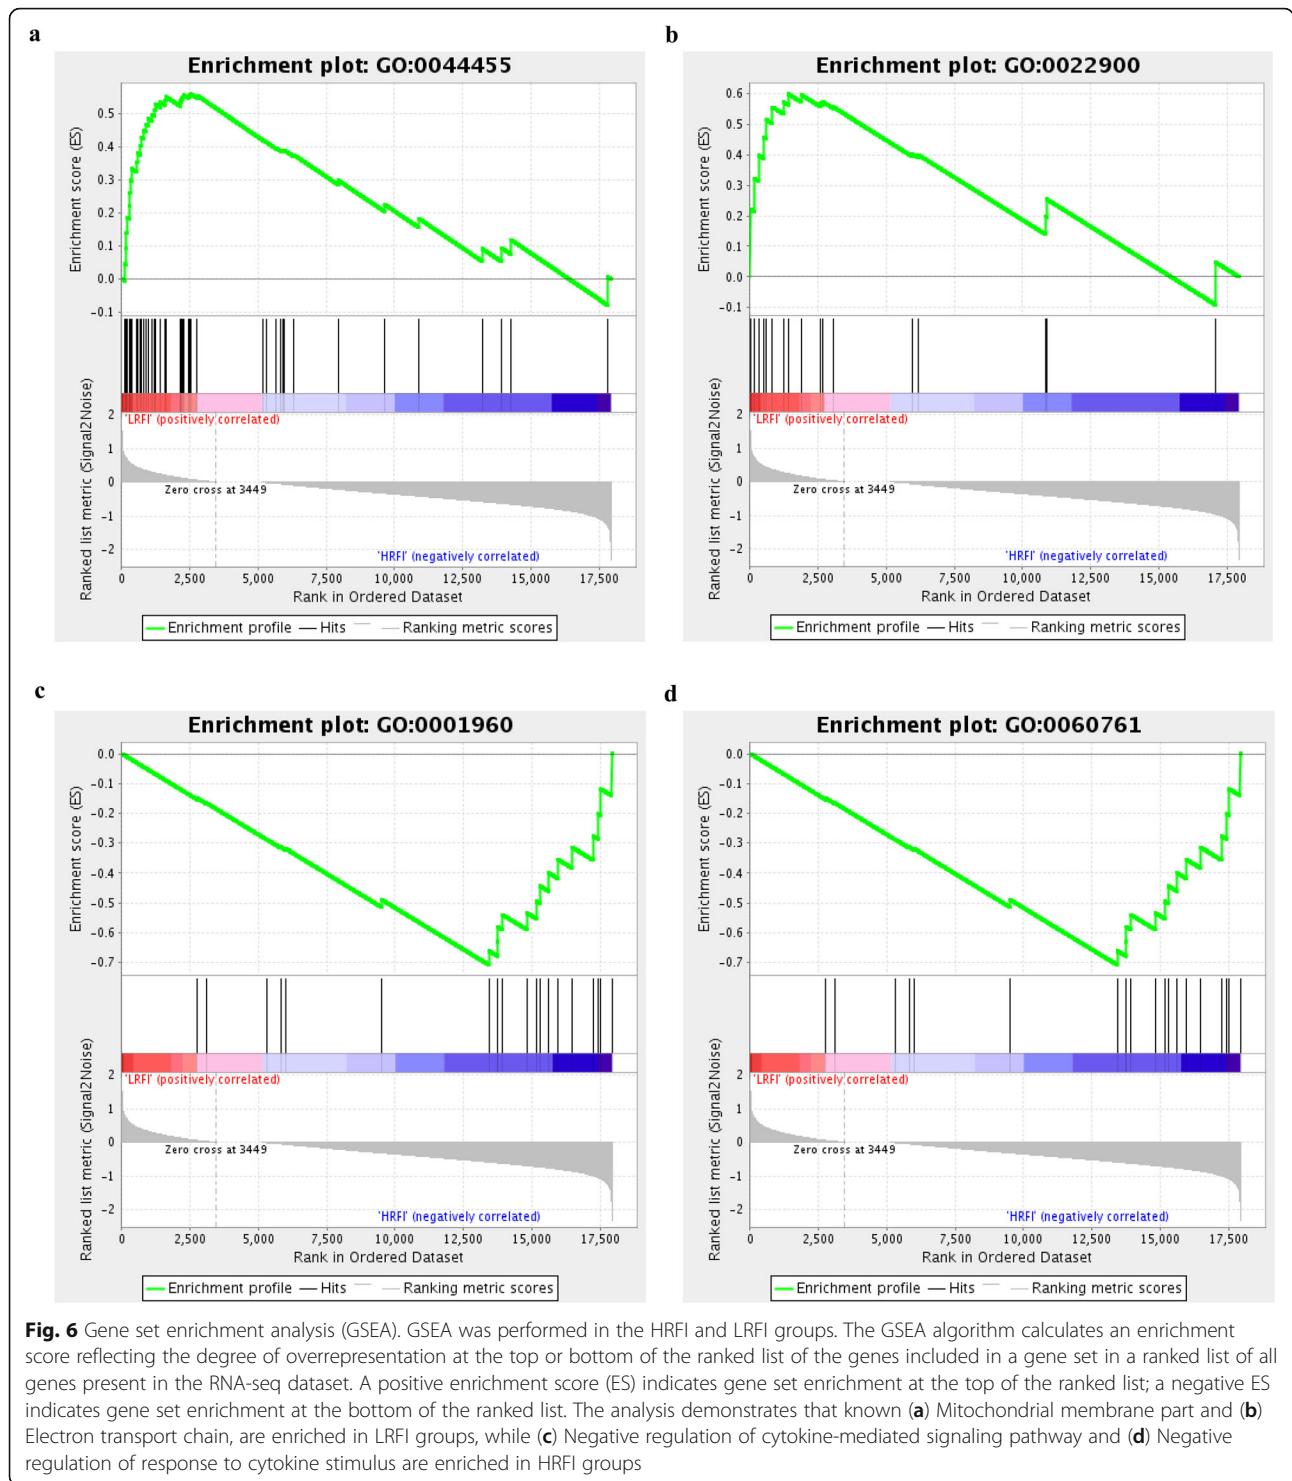 a
Enrichment plot: GO:0044455
Enrichment score (ES)
0.5
0.4
0.3
0.2
0.1
0.0
-0.1
Ranked list metric (Signal2Noise)
'LRFI' (positively correlated)
2
1
0
-1
-2
Zero cross at 3449
'HRFI' (negatively correlated)
0 2,500 5,000 7,500 10,000 12,500 15,000 17,500
Rank in Ordered Dataset
Enrichment profile Hits Ranking metric scores
b
Enrichment plot: GO:0022900
Enrichment score (ES)
0.6
0.5
0.4
0.3
0.2
0.1
0.0
-0.1
Ranked list metric (Signal2Noise)
'LRFI' (positively correlated)
2
1
0
-1
-2
Zero cross at 3449
'HRFI' (negatively correlated)
0 2,500 5,000 7,500 10,000 12,500 15,000 17,500
Rank in Ordered Dataset
Enrichment profile Hits Ranking metric scores
c
Enrichment plot: GO:0001960
Enrichment score (ES)
0.0
-0.1
-0.2
-0.3
-0.4
-0.5
-0.6
-0.7
Ranked list metric (Signal2Noise)
'LRFI' (positively correlated)
2
1
0
-1
-2
Zero cross at 3449
'HRFI' (negatively correlated)
0 2,500 5,000 7,500 10,000 12,500 15,000 17,500
Rank in Ordered Dataset
Enrichment profile Hits Ranking metric scores
d
Enrichment plot: GO:0060761
Enrichment score (ES)
0.0
-0.1
-0.2
-0.3
-0.4
-0.5
-0.6
-0.7
Ranked list metric (Signal2Noise)
'LRFI' (positively correlated)
2
1
0
-1
-2
Zero cross at 3449
'HRFI' (negatively correlated)
0 2,500 5,000 7,500 10,000 12,500 15,000 17,500
Rank in Ordered Dataset
Enrichment profile Hits Ranking metric scores
Fig. 6 Gene set enrichment analysis (GSEA). GSEA was performed in the HRFI and LRFI groups. The GSEA algorithm calculates an enrichment
score reflecting the degree of overrepresentation at the top or bottom of the ranked list of the genes included in a gene set in a ranked list of all
genes present in the RNA-seq dataset. A positive enrichment score (ES) indicates gene set enrichment at the top of the ranked list; a negative ES
indicates gene set enrichment at the bottom of the ranked list. The analysis demonstrates that known (a) Mitochondrial membrane part and (b)
Electron transport chain, are enriched in LRFI groups, while (c) Negative regulation of cytokine-mediated signaling pathway and (d) Negative
regulation of response to cytokine stimulus are enriched in HRFI groups